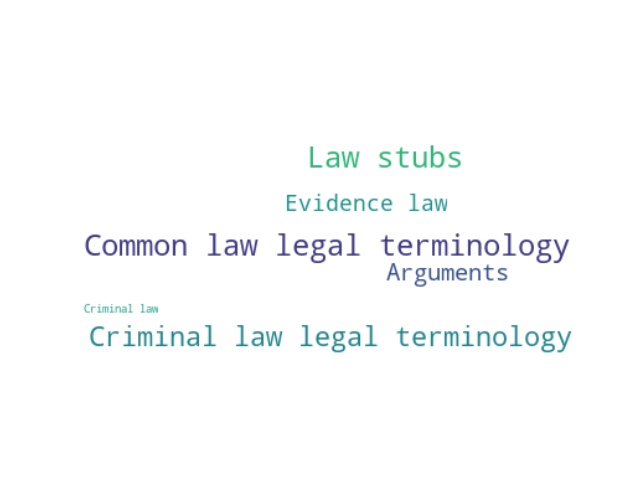 Law stubs
Evidence law
Common law legal terminology
Arguments
Criminal law
Criminal law legal terminology